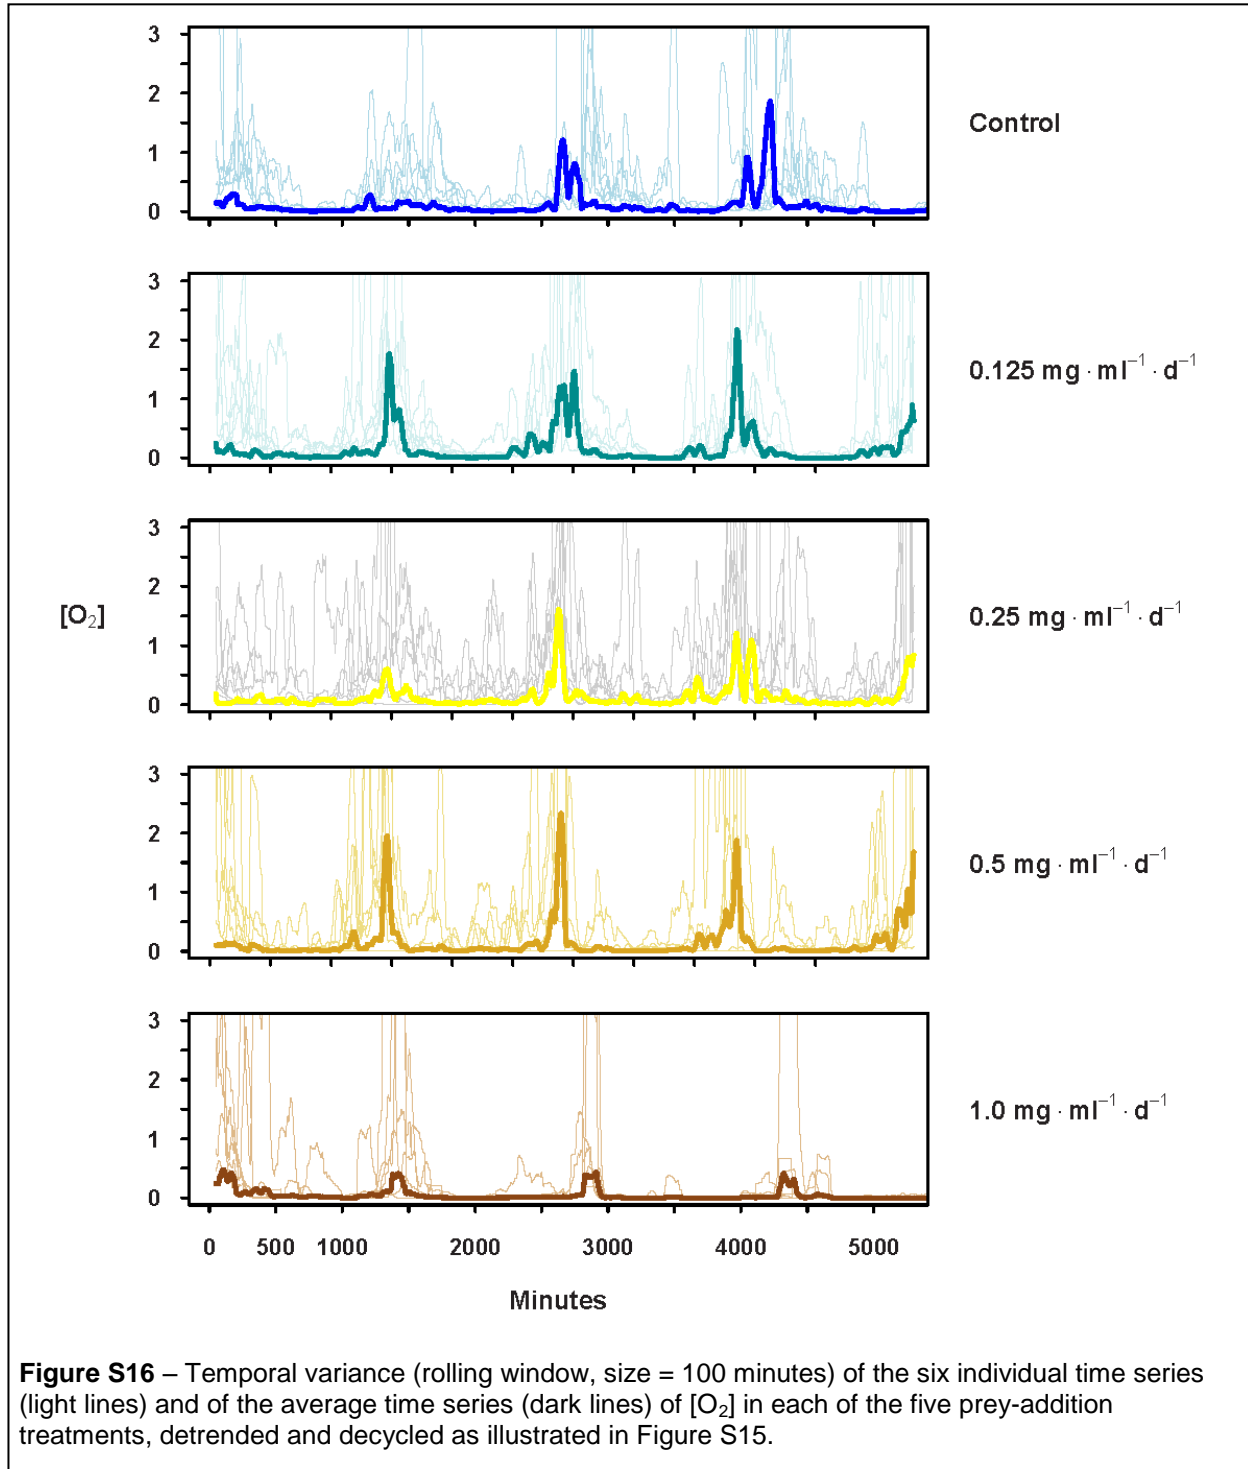 3
2
1
0
Control
3
2
1
0
0.125 mg · ml⁻¹ · d⁻¹
3
2
1
0
[O₂]
0.25 mg · ml⁻¹ · d⁻¹
3
2
1
0
0.5 mg · ml⁻¹ · d⁻¹
3
2
1
0
1.0 mg · ml⁻¹ · d⁻¹
0 500 1000 2000 3000 4000 5000
Minutes
Figure S16 – Temporal variance (rolling window, size = 100 minutes) of the six individual time series
(light lines) and of the average time series (dark lines) of [O₂] in each of the five prey-addition
treatments, detrended and decycled as illustrated in Figure S15.